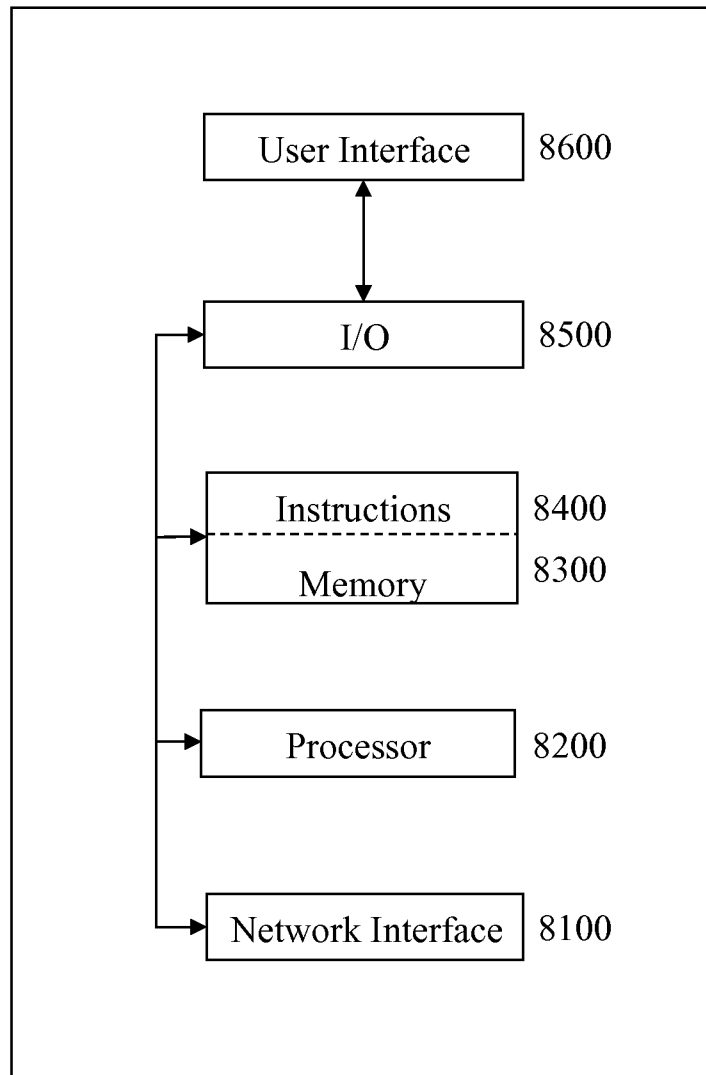 User Interface 8600
I/O 8500
Instructions 8400
Memory 8300
Processor 8200
Network Interface 8100